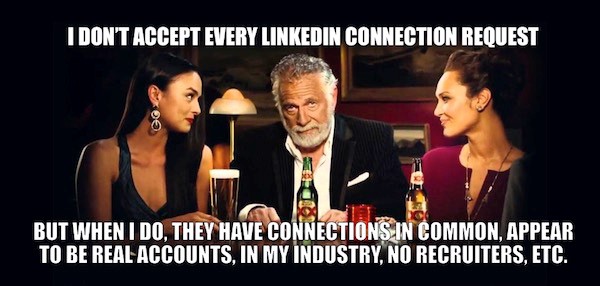 I DON'T ACCEPT EVERY LINKEDIN CONNECTION REQUEST
BUT WHEN I DO, THEY HAVE CONNECTIONS IN COMMON, APPEAR
TO BE REAL ACCOUNTS, IN MY INDUSTRY, NO RECRUITERS, ETC.